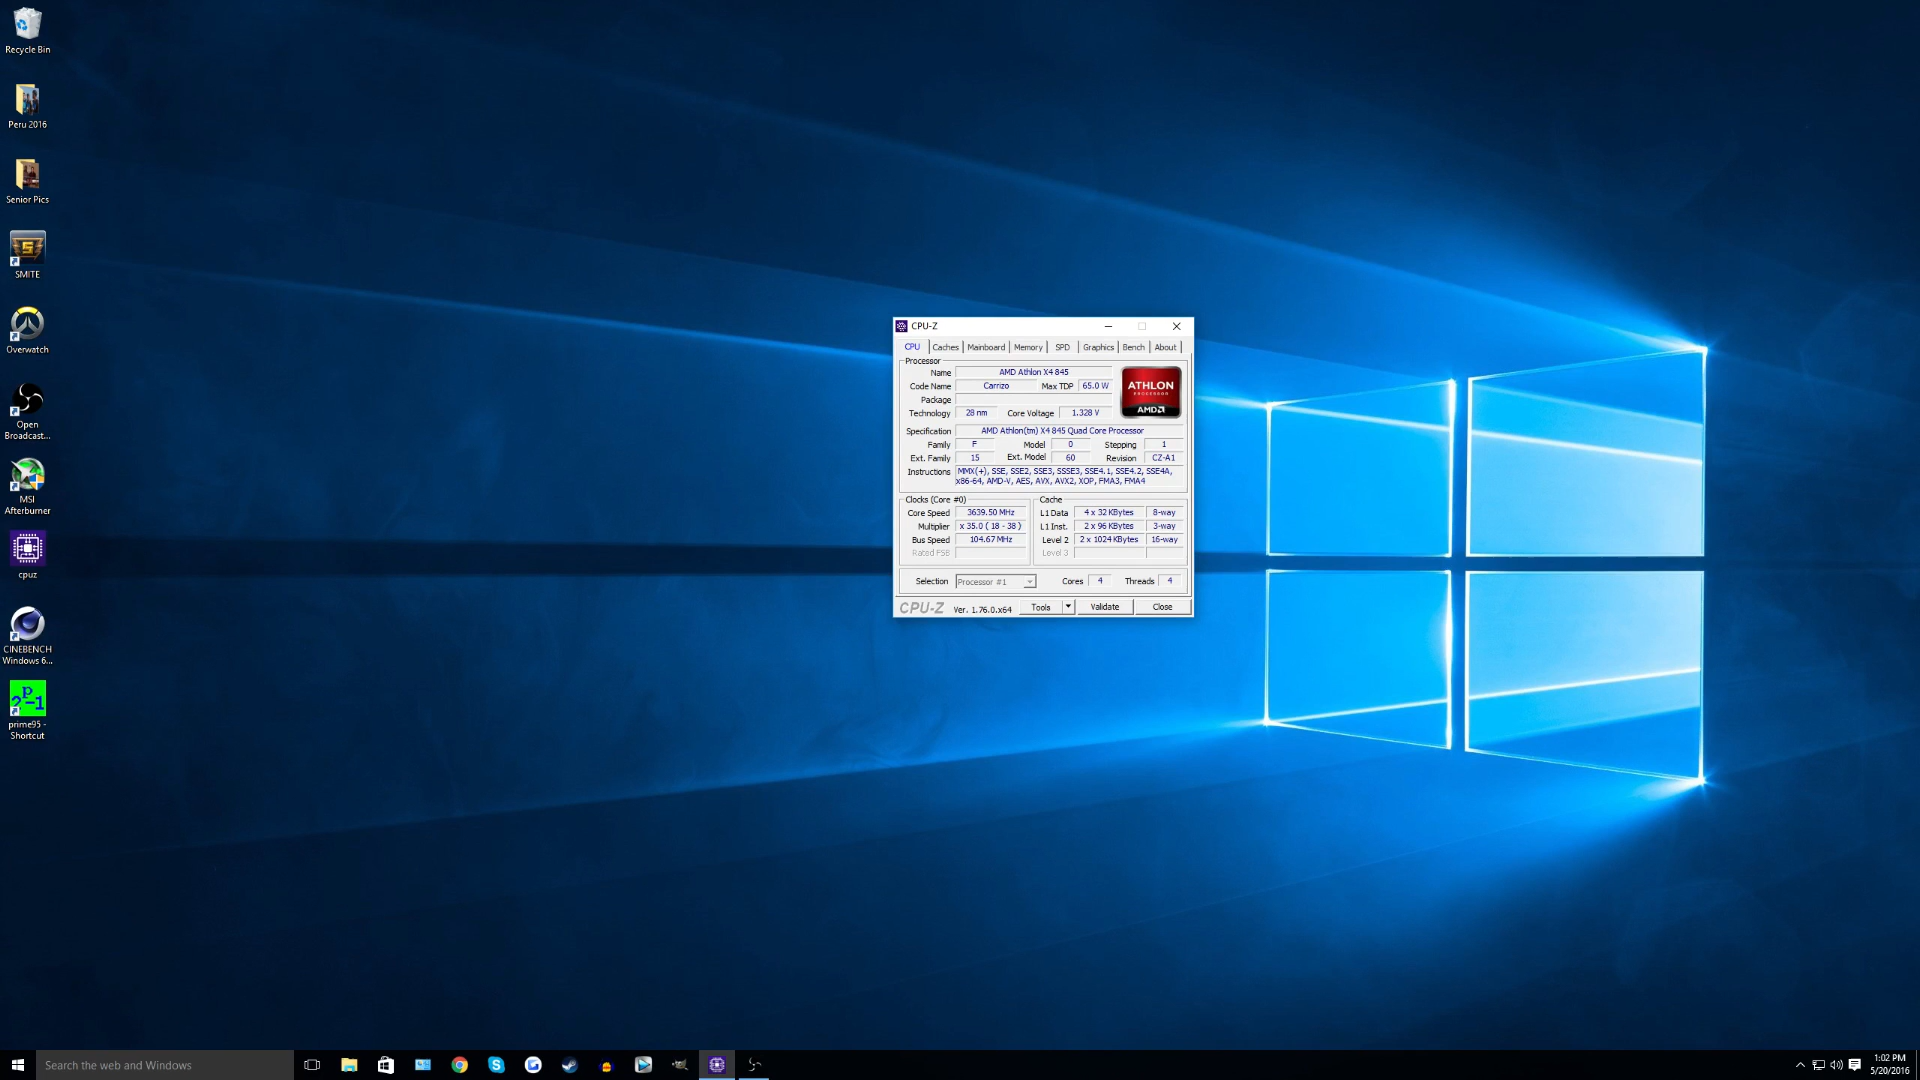 Recycle Bin
Peru 2016
Senior Pics
S
SMITE
Overwatch
Open
Broadcast...
MSI
Afterburner
cpuz
CINEBENCH
Windows 6...
prime95 -
Shortcut
CPU-Z
CPU Caches Mainboard Memory SPD Graphics Bench About
Processor
Name AMD Athlon X4 845
Code Name Carrizo Max TDP 65.0 W
Package
Technology 28 nm Core Voltage 1.328 V
ATHLON
PROCESSOR
AMD
Specification AMD Athlon(tm) X4 845 Quad Core Processor
Family F Model 0 Stepping 1
Ext. Family 15 Ext. Model 60 Revision CZ-A1
Instructions MMX(+), SSE, SSE2, SSE3, SSSE3, SSE4.1, SSE4.2, SSE4A,
x86-64, AMD-V, AES, AVX, AVX2, XOP, FMA3, FMA4
Clocks (Core #0)
Core Speed 3639.50 MHz
Multiplier x 35.0 ( 18 - 38 )
Bus Speed 104.67 MHz
Rated FSB
Cache
L1 Data 4 x 32 KBytes 8-way
L1 Inst. 2 x 96 KBytes 3-way
Level 2 2 x 1024 KBytes 16-way
Level 3
Selection Processor #1 Cores 4 Threads 4
CPU-Z Ver. 1.76.0.x64 Tools Validate Close
Search the web and Windows
1:02 PM
5/20/2016